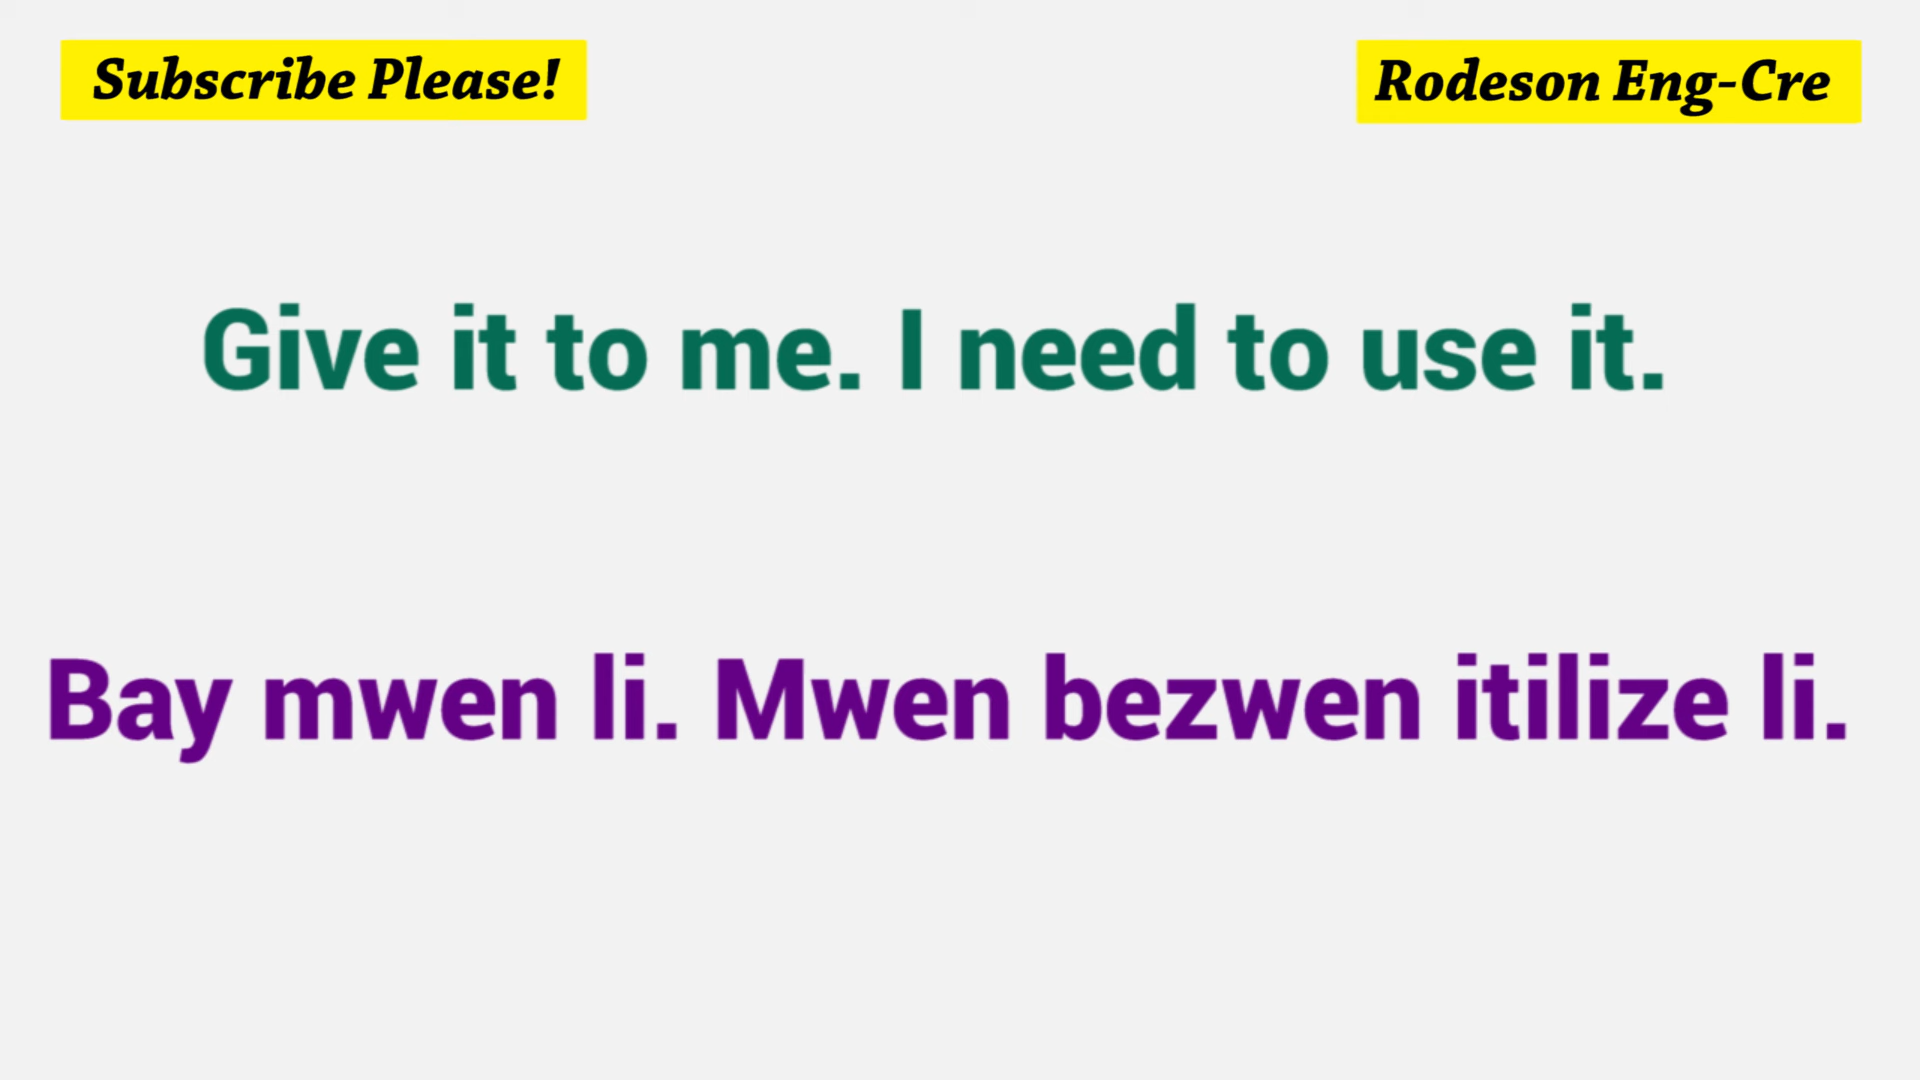 Subscribe Please!
Rodeson Eng-Cre
Give it to me. I need to use it.
Bay mwen li. Mwen bezwen itilize li.